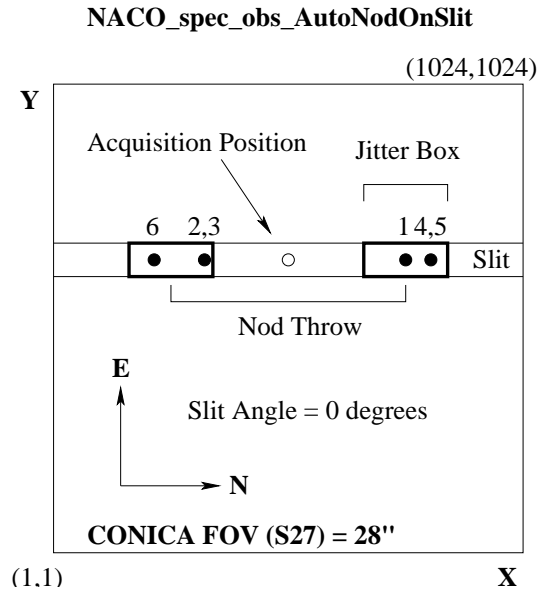 NACO_spec_obs_AutoNodOnSlit
(1024,1024)
Y
Acquisition Position
Jitter Box
6 2,3 1 4,5
Slit
Nod Throw
E
Slit Angle = 0 degrees
N
CONICA FOV (S27) = 28"
(1,1) X